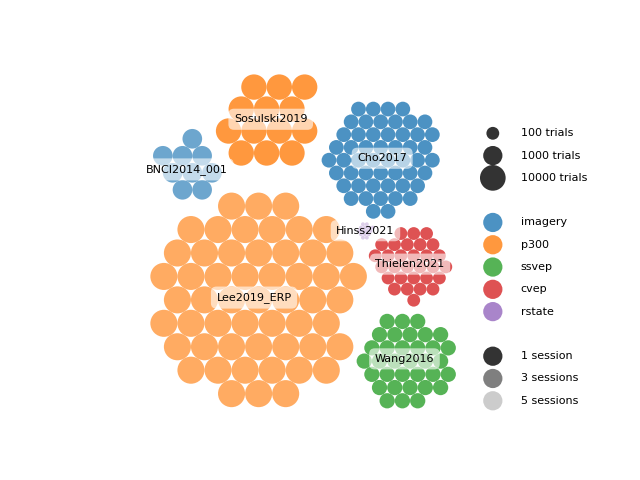 Sosulski2019
BNCI2014_001
Cho2017
Hinss2021
Thielen2021
Lee2019_ERP
Wang2016
100 trials
1000 trials
10000 trials
imagery
p300
ssvep
cvep
rstate
1 session
3 sessions
5 sessions